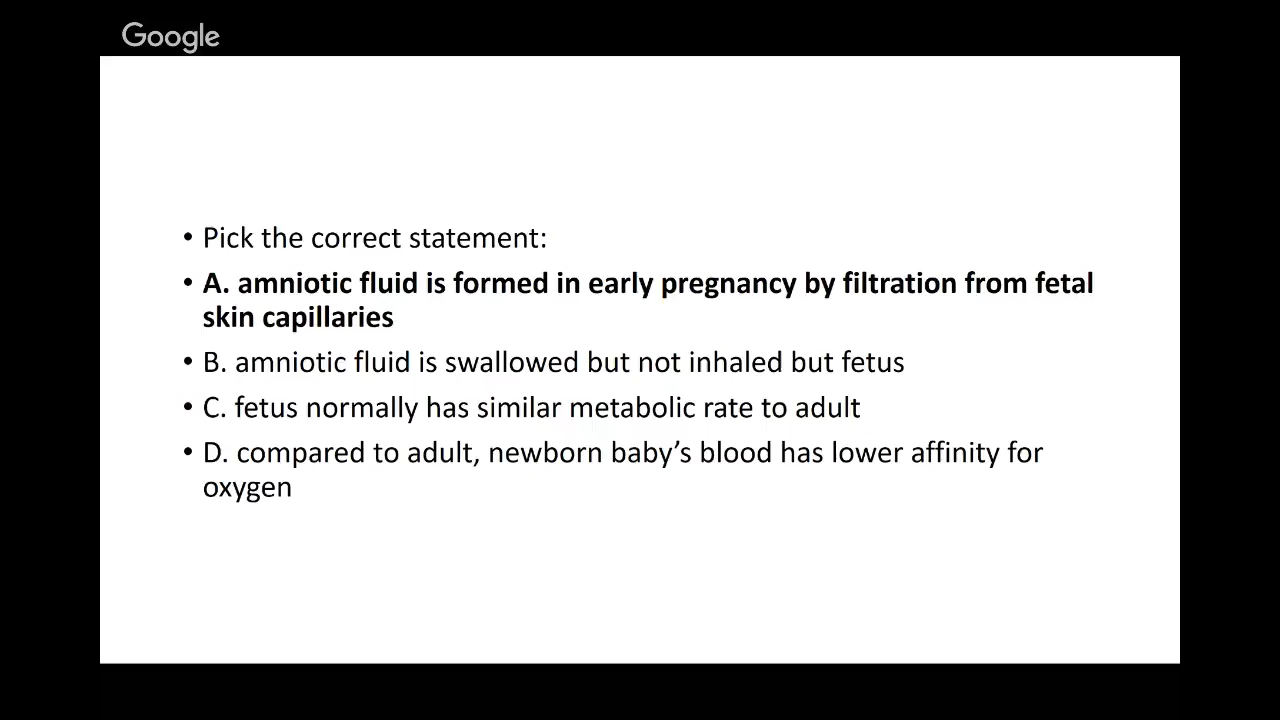 Google
• Pick the correct statement:
• A. amniotic fluid is formed in early pregnancy by filtration from fetal
skin capillaries
• B. amniotic fluid is swallowed but not inhaled but fetus
• C. fetus normally has similar metabolic rate to adult
• D. compared to adult, newborn baby’s blood has lower affinity for
oxygen